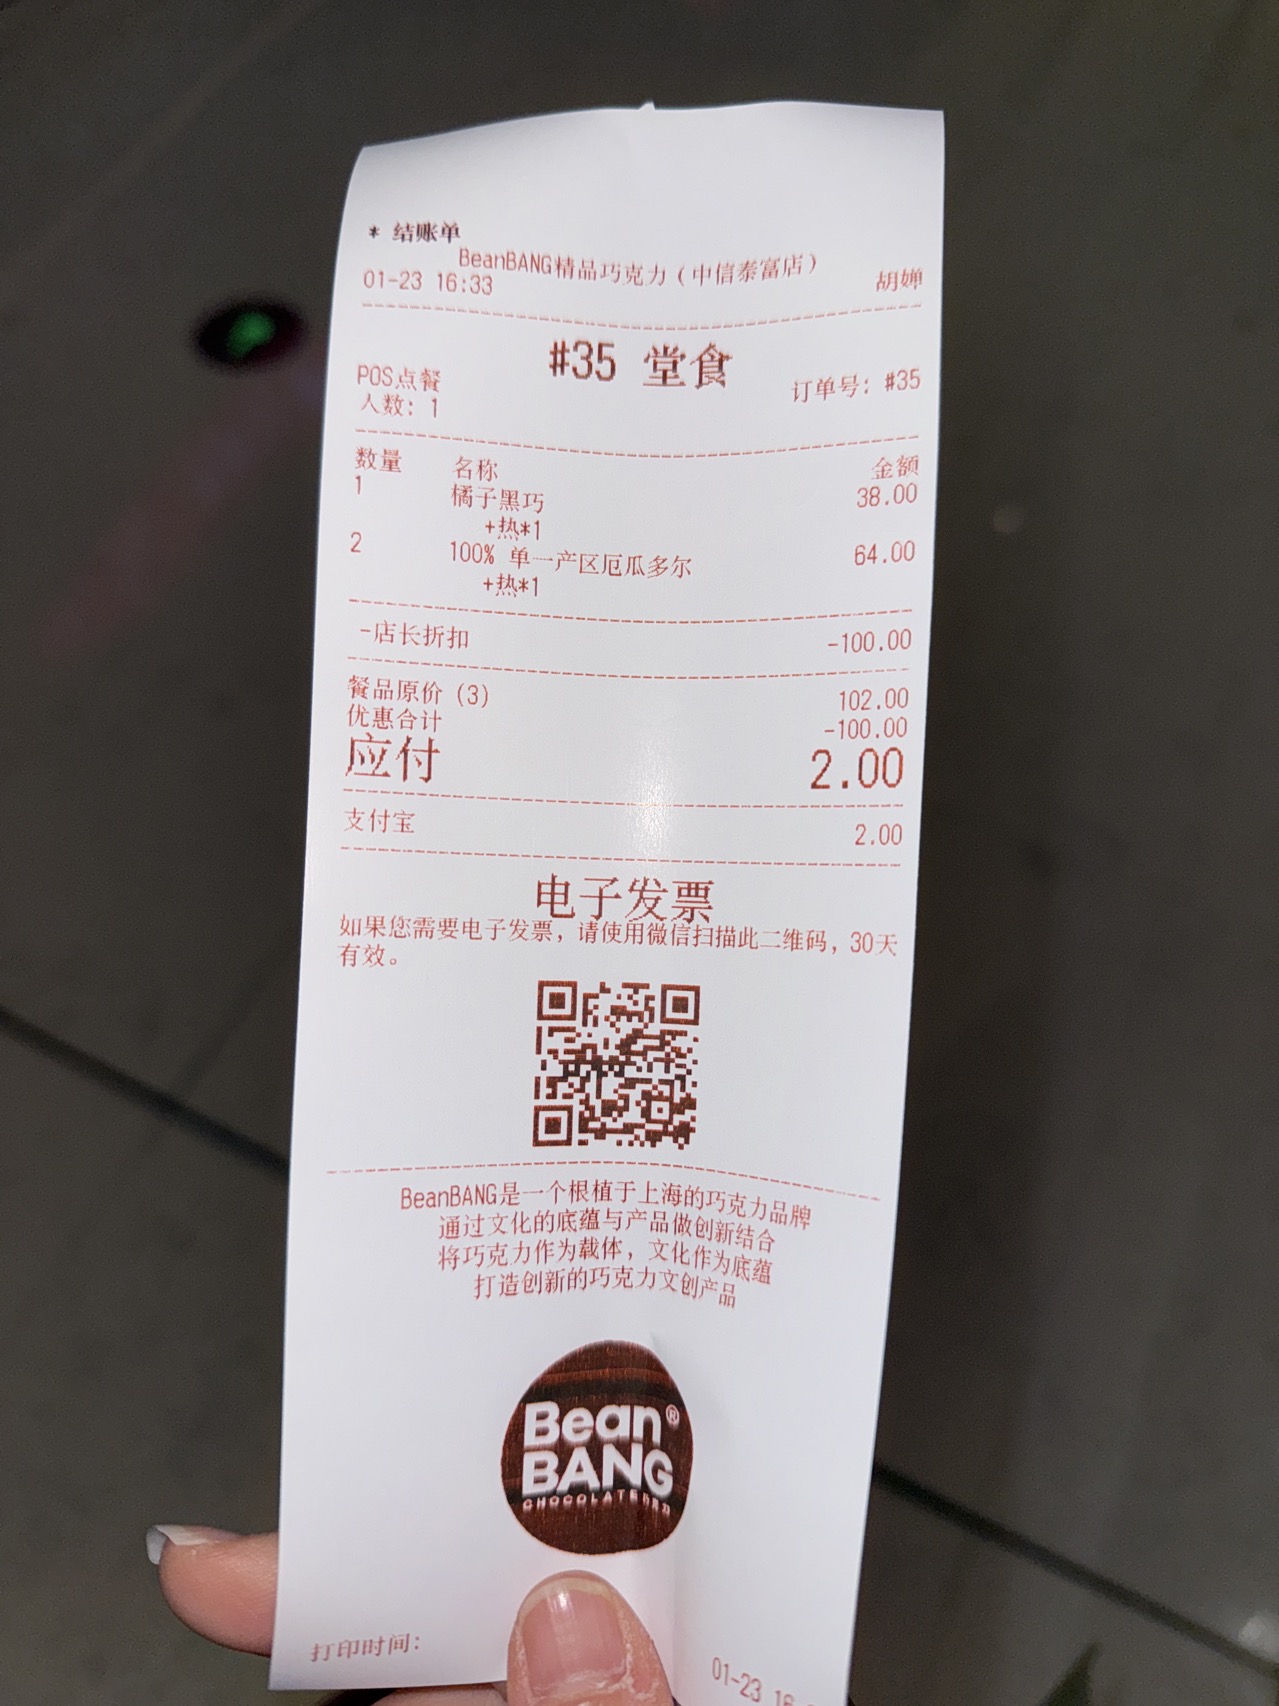 * 结账单
BeanBANG精品巧克力（中信泰富店）
01-23 16:33 胡婵
#35 堂食
POS点餐 订单号: #35
人数: 1
数量 名称 金额
1 橘子黑巧 38.00
+热*1
2 100% 单一产区厄瓜多尔 64.00
+热*1
-店长折扣 -100.00
餐品原价 (3) 102.00
优惠合计 -100.00
应付 2.00
支付宝 2.00
电子发票
如果您需要电子发票，请使用微信扫描此二维码，30天
有效。
BeanBANG是一个根植于上海的巧克力品牌
通过文化的底蕴与产品做创新结合
将巧克力作为载体，文化作为底蕴
打造创新的巧克力文创产品
Bean®
BANG
打印时间: 01-23 16